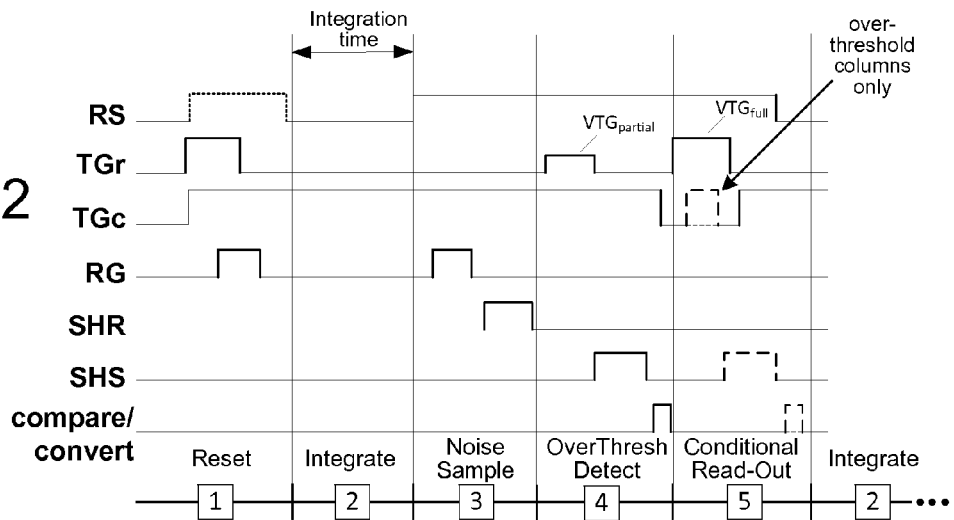 Integration
time
over-
threshold
columns
only
RS
VTGpartial
VTGfull
TGr
2
TGc
RG
SHR
SHS
compare/
convert
Reset
Integrate
Noise
Sample
OverThresh
Detect
Conditional
Read-Out
Integrate
1
2
3
4
5
2